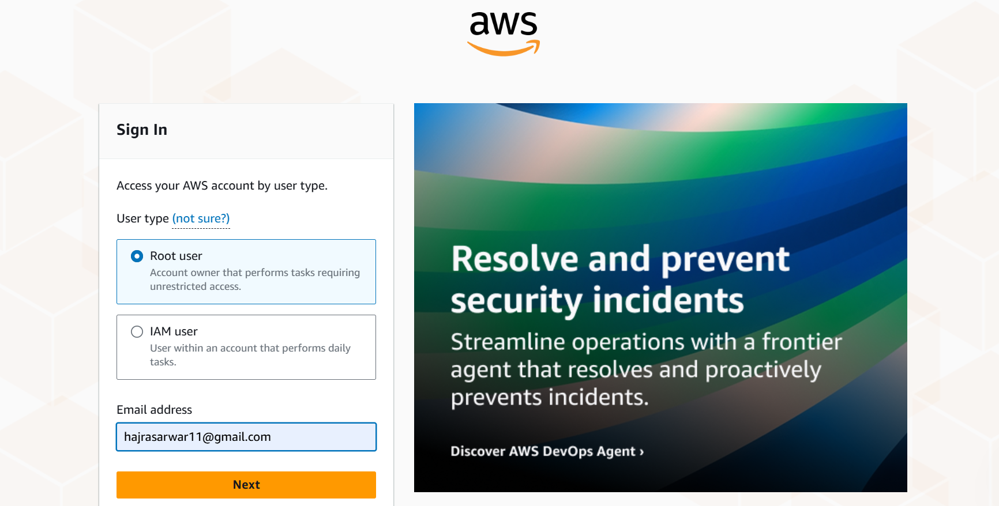 aws
Sign In
Access your AWS account by user type.
User type (not sure?)
Root user
Account owner that performs tasks requiring
unrestricted access.
IAM user
User within an account that performs daily
tasks.
Email address
hajrasarwar11@gmail.com
Next
Resolve and prevent
security incidents
Streamline operations with a frontier
agent that resolves and proactively
prevents incidents.
Discover AWS DevOps Agent ›